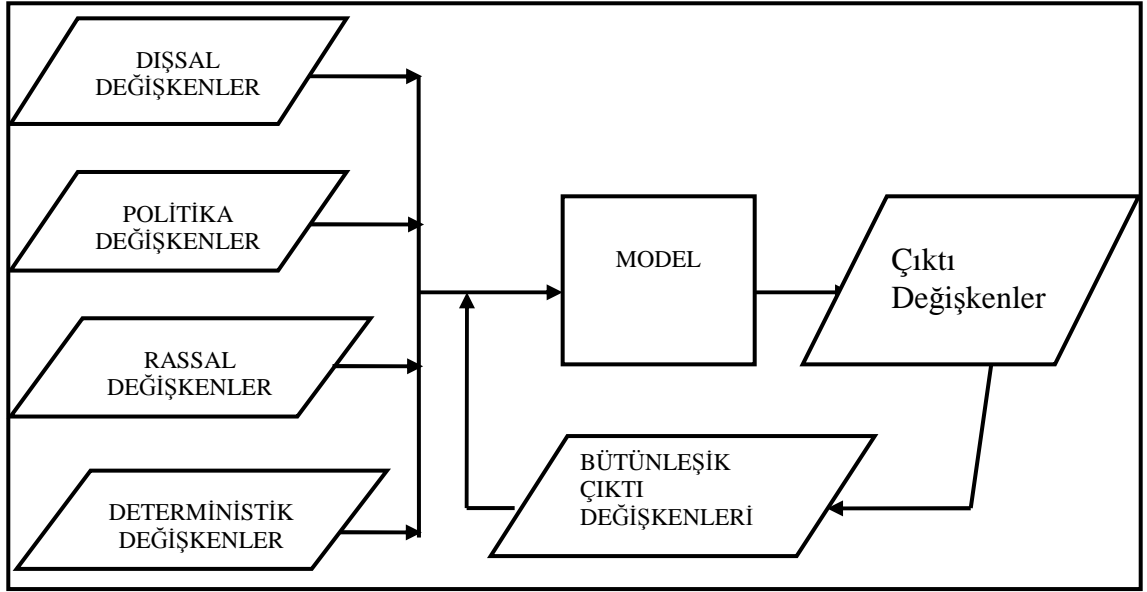 DIŞSAL
DEĞİŞKENLER
POLİTİKA
DEĞİŞKENLER
RASSAL
DEĞİŞKENLER
DETERMİNİSTİK
DEĞİŞKENLER
MODEL
Çıktı
Değişkenler
BÜTÜNLEŞİK
ÇIKTI
DEĞİŞKENLERİ